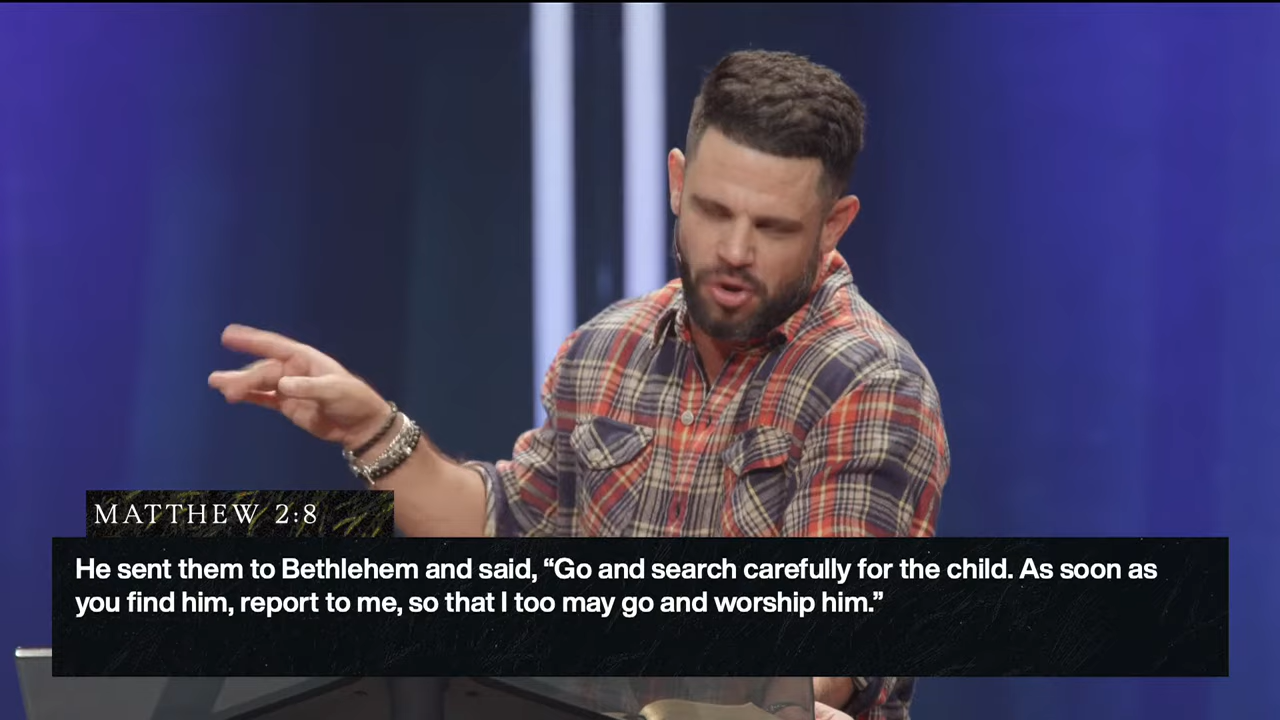 MATTHEW 2:8
He sent them to Bethlehem and said, “Go and search carefully for the child. As soon as
you find him, report to me, so that I too may go and worship him.”